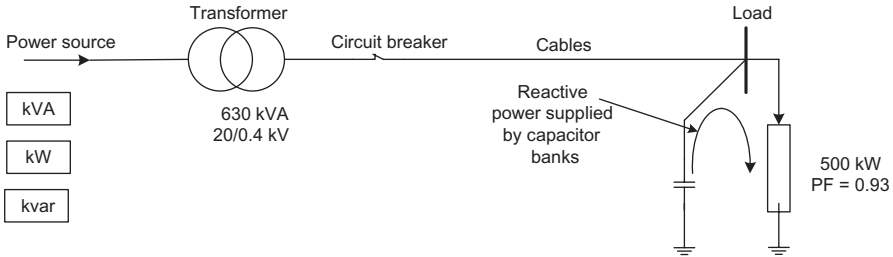 Transformer
Load
Power source
Circuit breaker
Cables
kVA
kW
kvar
630 kVA
20/0.4 kV
Reactive
power supplied
by capacitor
banks
500 kW
PF = 0.93